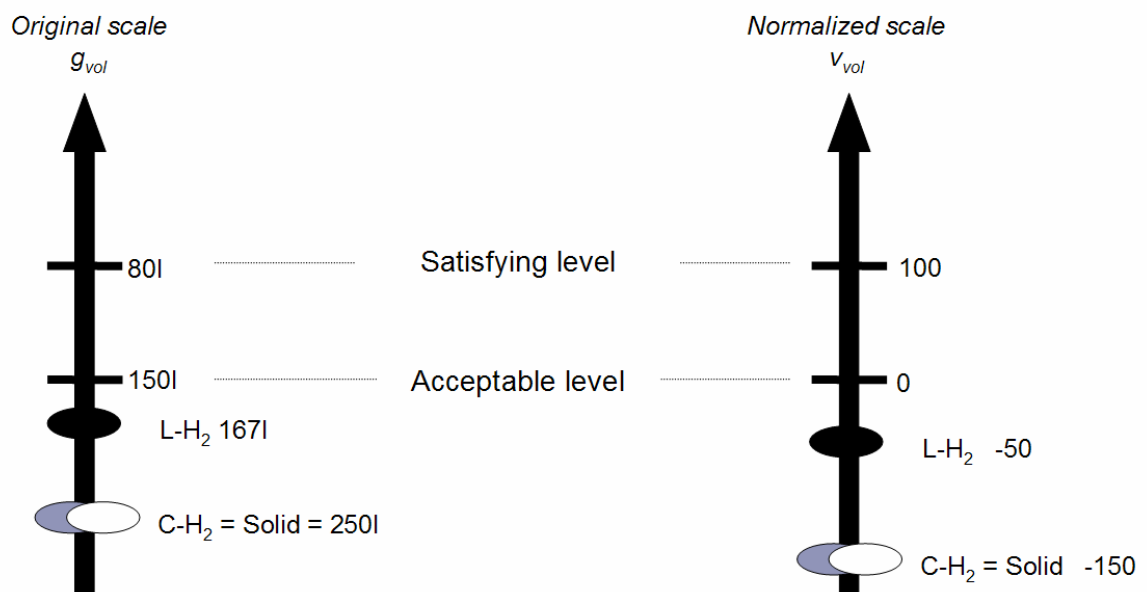 Original scale
g_vol
80l
150l
L-H₂ 167l
C-H₂ = Solid = 250l
Satisfying level
Acceptable level
Normalized scale
v_vol
100
0
L-H₂ -50
C-H₂ = Solid -150